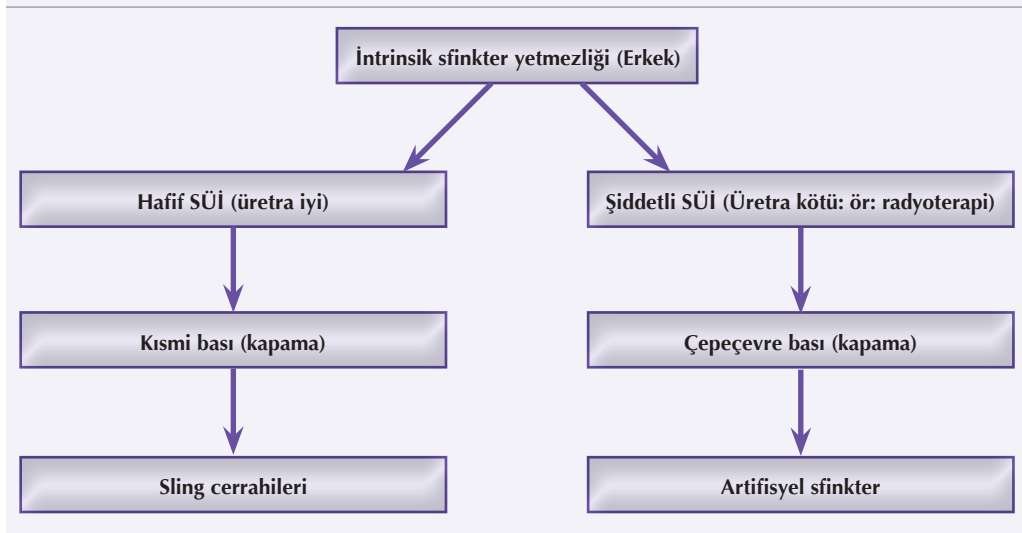 İntrinsik sfinkter yetmezliği (Erkek)
Hafif SÜİ (üretra iyi)
Şiddetli SÜİ (Üretra kötü: ör: radyoterapi)
Kısmi bası (kapama)
Çepeçevre bası (kapama)
Sling cerrahileri
Artifisyel sfinkter